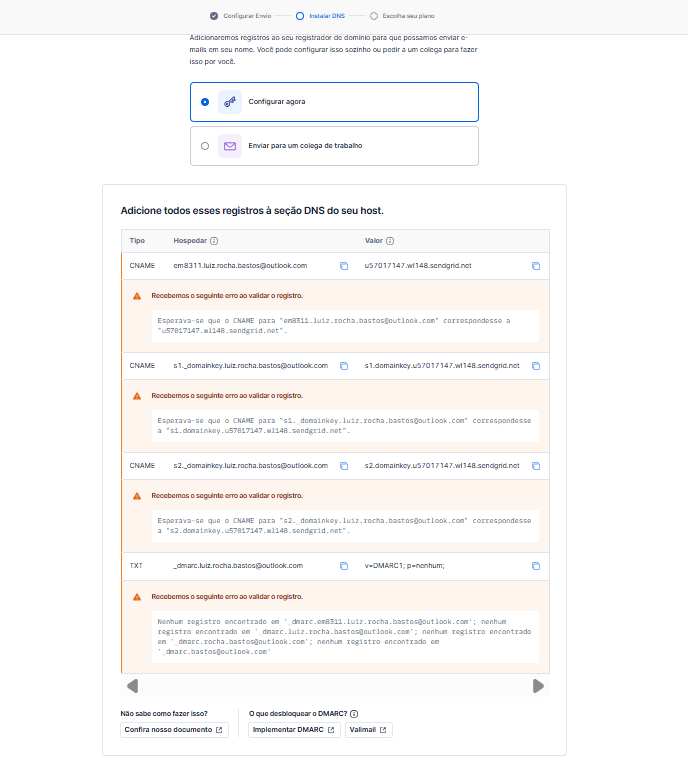 Configurar Envio
Instalar DNS
Escolha seu plano
Adicionaremos registros ao seu registrador de domínio para que possamos enviar e-
mails em seu nome. Você pode configurar isso sozinho ou pedir a um colega para fazer
isso por você.
Configurar agora
Enviar para um colega de trabalho
Adicione todos esses registros à seção DNS do seu host.
Tipo Hospedar Valor
CNAME em8311.luiz.rocha.bastos@outlook.com u57017147.wl148.sendgrid.net
Recebemos o seguinte erro ao validar o registro.
Esperava-se que o CNAME para "em8311.luiz.rocha.bastos@outlook.com" correspondesse a
"u57017147.wl148.sendgrid.net".
CNAME s1._domainkey.luiz.rocha.bastos@outlook.com s1.domainkey.u57017147.wl148.sendgrid.net
Recebemos o seguinte erro ao validar o registro.
Esperava-se que o CNAME para "s1._domainkey.luiz.rocha.bastos@outlook.com" correspondesse
a "s1.domainkey.u57017147.wl148.sendgrid.net".
CNAME s2._domainkey.luiz.rocha.bastos@outlook.com s2.domainkey.u57017147.wl148.sendgrid.net
Recebemos o seguinte erro ao validar o registro.
Esperava-se que o CNAME para "s2._domainkey.luiz.rocha.bastos@outlook.com" correspondesse
a "s2.domainkey.u57017147.wl148.sendgrid.net".
TXT _dmarc.luiz.rocha.bastos@outlook.com v=DMARC1; p=nenhum;
Recebemos o seguinte erro ao validar o registro.
Nenhum registro encontrado em '_dmarc.em8311.luiz.rocha.bastos@outlook.com'; nenhum
registro encontrado em '_dmarc.luiz.rocha.bastos@outlook.com'; nenhum registro encontrado
em '_dmarc.rocha.bastos@outlook.com'; nenhum registro encontrado em
'_dmarc.bastos@outlook.com'
Não sabe como fazer isso?
Confira nosso documento
O que desbloquear o DMARC?
Implementar DMARC
Valimail